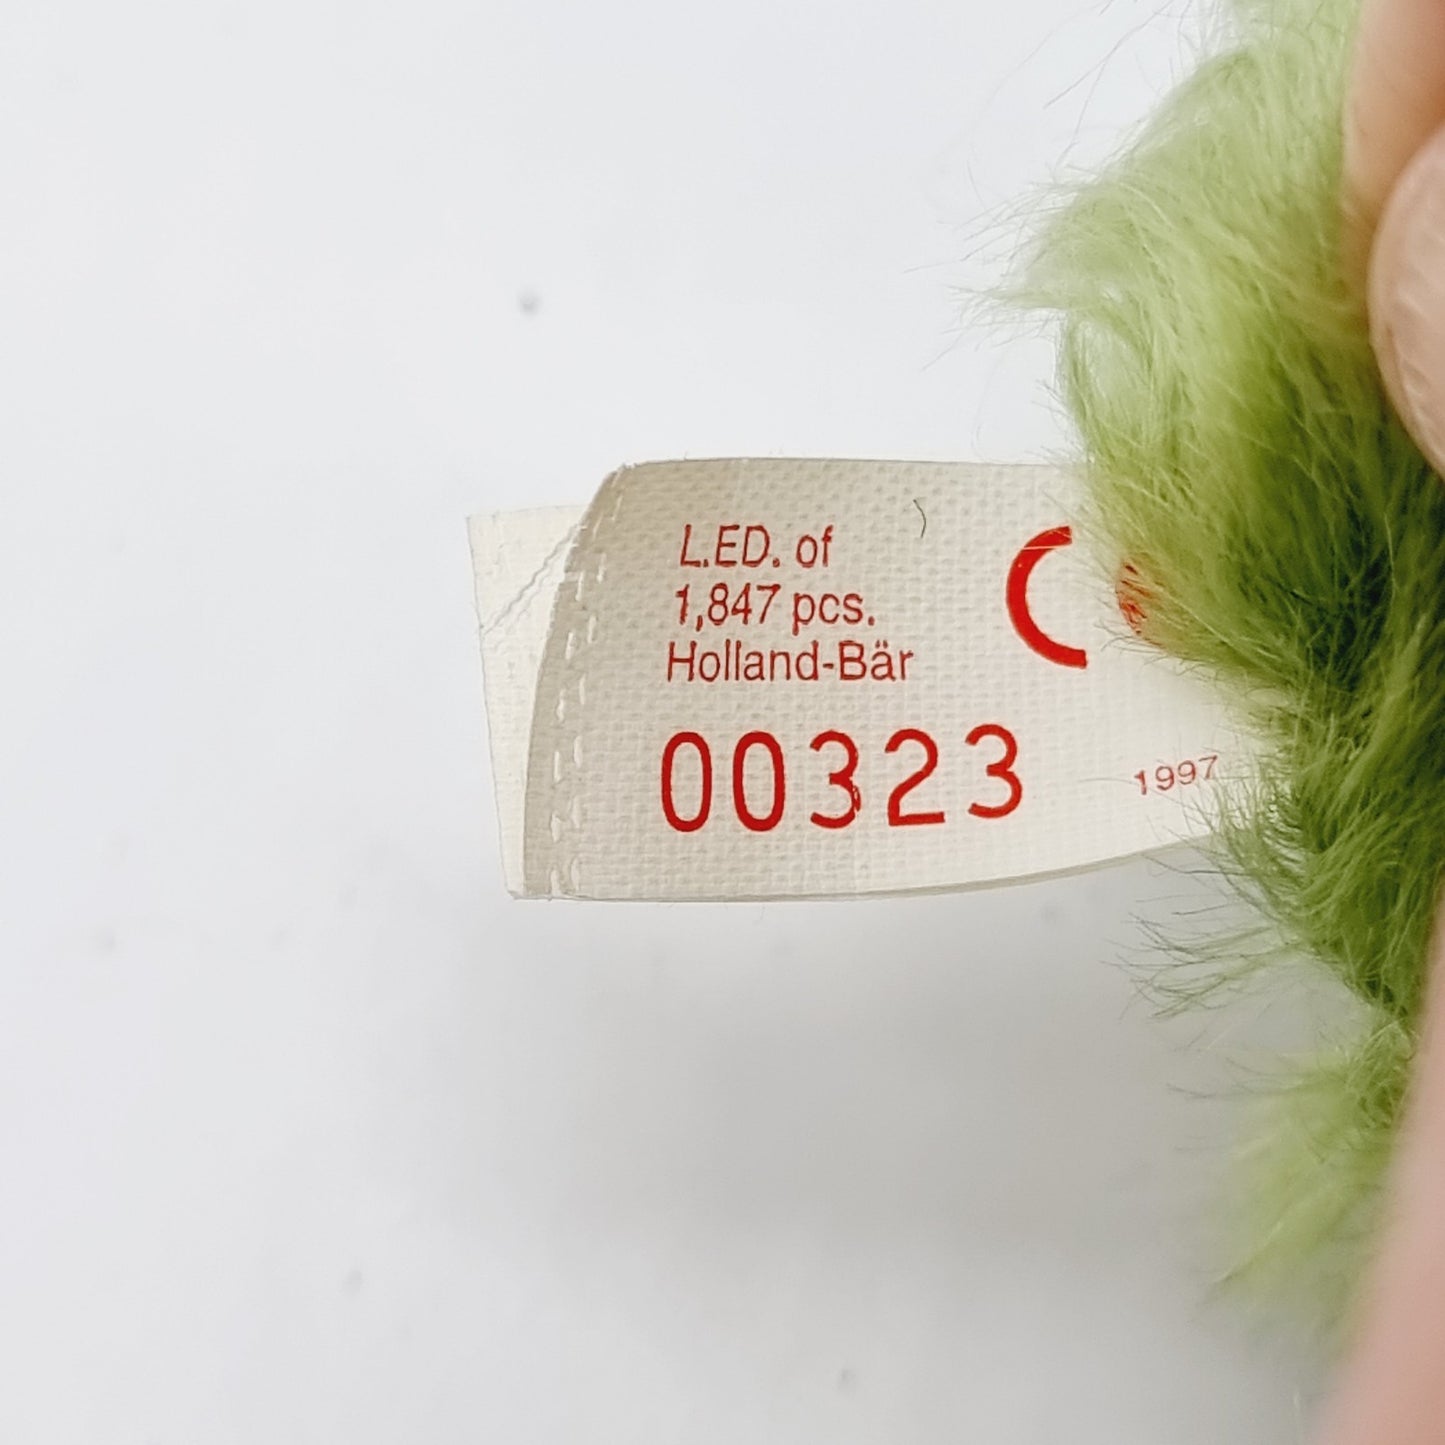 L.ED. of
1,847 pcs.
Holland-Bär
00323
1997